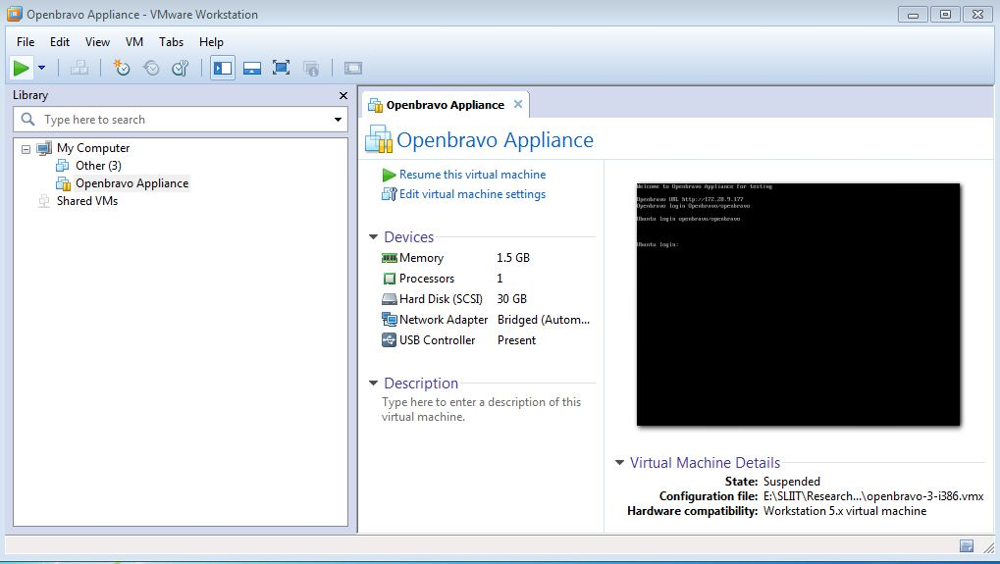 Openbravo Appliance - VMware Workstation
File Edit View VM Tabs Help
Library
Type here to search
My Computer
Other (3)
Openbravo Appliance
Shared VMs
Openbravo Appliance
Openbravo Appliance
Resume this virtual machine
Edit virtual machine settings
Devices
Memory 1.5 GB
Processors 1
Hard Disk (SCSI) 30 GB
Network Adapter Bridged (Autom...
USB Controller Present
Description
Type here to enter a description of this
virtual machine.
Welcome to Openbravo Appliance for testing
Openbravo URL http://172.28.9.177
Openbravo login Openbravo/openbravo
Ubuntu login openbravo/openbravo
Ubuntu login:
Virtual Machine Details
State: Suspended
Configuration file: E:\SLIIT\Research...\openbravo-3-i386.vmx
Hardware compatibility: Workstation 5.x virtual machine